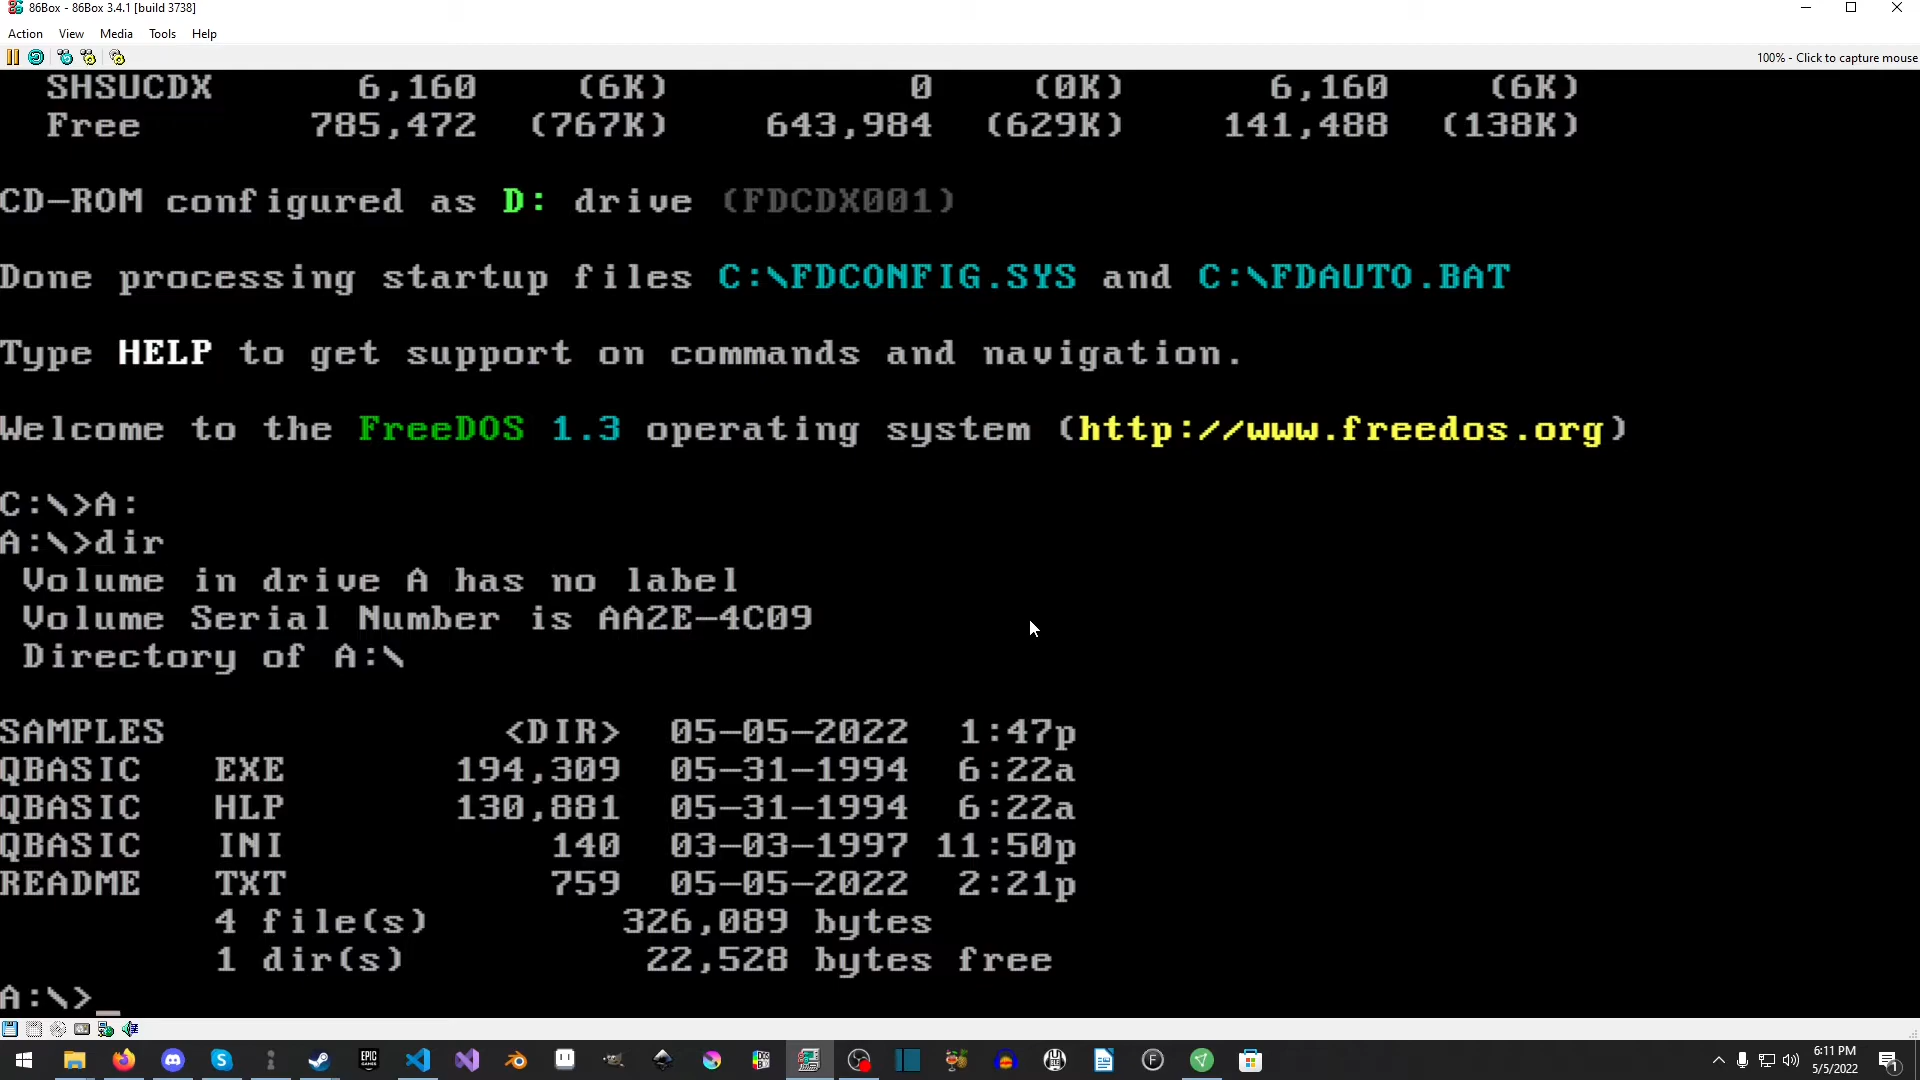 86Box - 86Box 3.4.1 [build 3738]
Action View Media Tools Help
100% - Click to capture mouse
SHSUCDX 6,160 (6K) 0 (0K) 6,160 (6K)
Free 785,472 (767K) 643,984 (629K) 141,488 (138K)
CD-ROM configured as D: drive (FDCDX001)
Done processing startup files C:\FDCONFIG.SYS and C:\FDAUTO.BAT
Type HELP to get support on commands and navigation.
Welcome to the FreeDOS 1.3 operating system (http://www.freedos.org)
C:\>A:
A:\>dir
Volume in drive A has no label
Volume Serial Number is AA2E-4C09
Directory of A:\
SAMPLES <DIR> 05-05-2022 1:47p
QBASIC EXE 194,309 05-31-1994 6:22a
QBASIC HLP 130,881 05-31-1994 6:22a
QBASIC INI 140 03-03-1997 11:50p
README TXT 759 05-05-2022 2:21p
4 file(s) 326,089 bytes
1 dir(s) 22,528 bytes free
A:\>_
EPIC GAMES
6:11 PM
5/5/2022
1